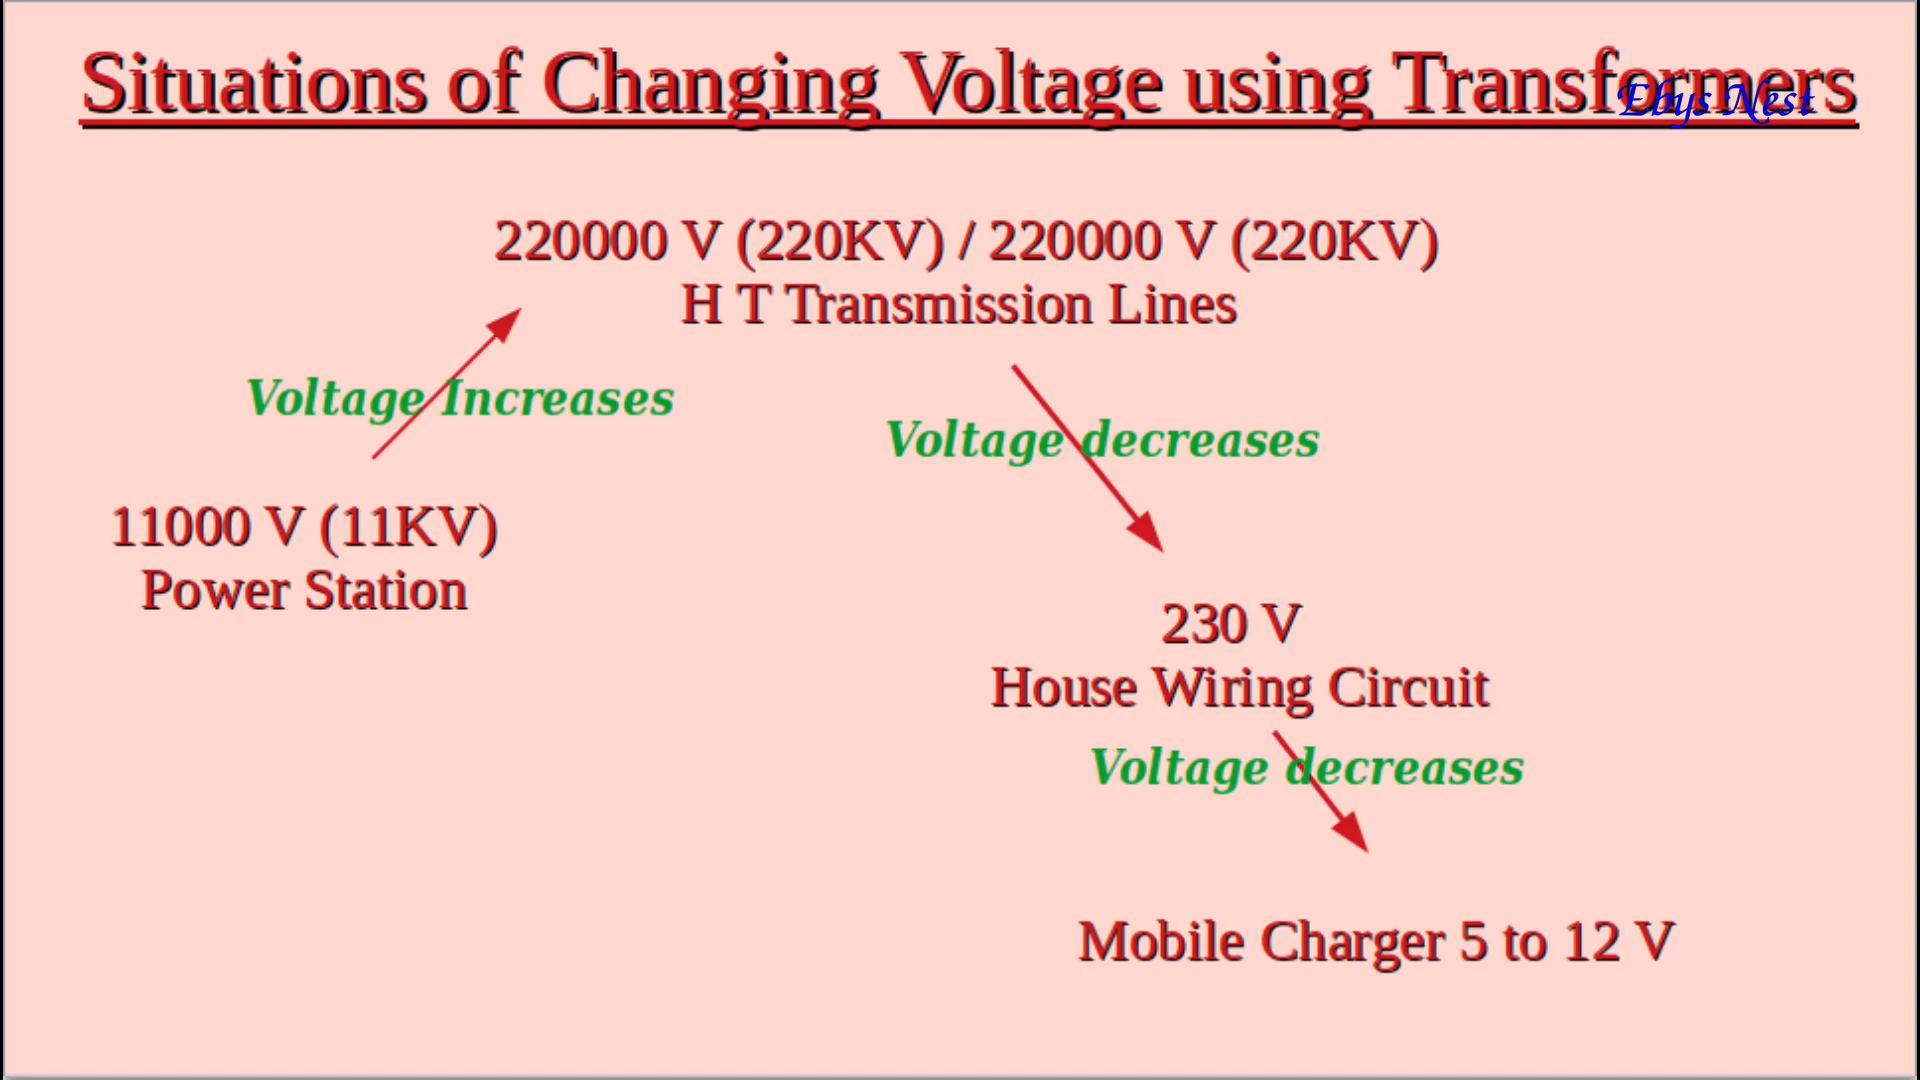 Situations of Changing Voltage using Transformers
Ebys Nest
220000 V (220KV) / 220000 V (220KV)
H T Transmission Lines
Voltage Increases
Voltage decreases
11000 V (11KV)
Power Station
230 V
House Wiring Circuit
Voltage decreases
Mobile Charger 5 to 12 V